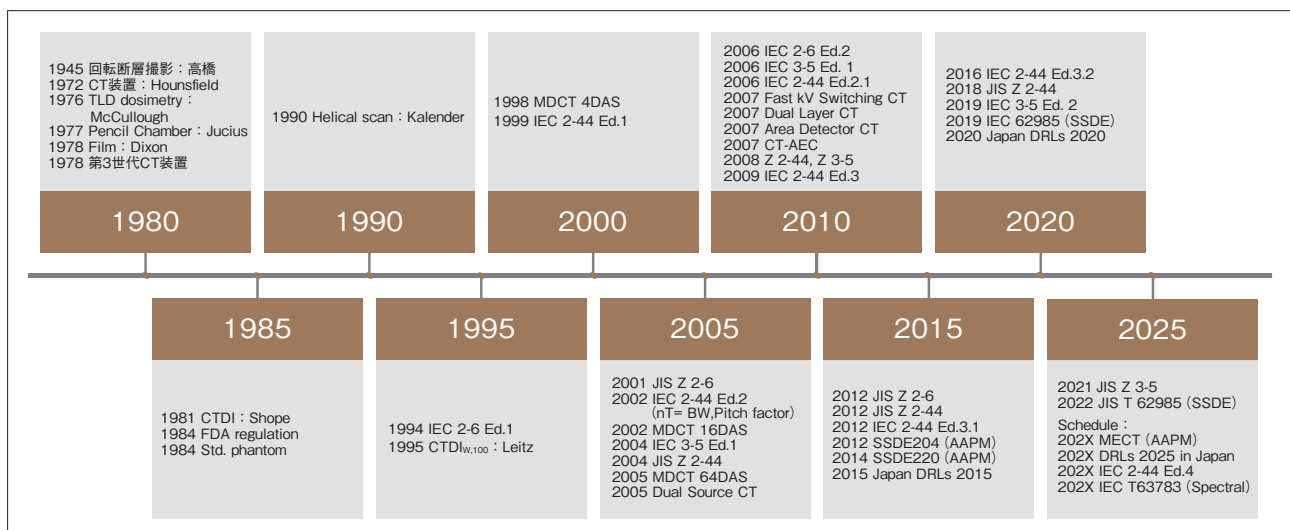 1945 回転断層撮影：高橋
1972 CT装置：Hounsfield
1976 TLD dosimetry：
McCullough
1977 Pencil Chamber：Jucius
1978 Film：Dixon
1978 第3世代CT装置
1980
1990 Helical scan：Kalender
1990
1998 MDCT 4DAS
1999 IEC 2-44 Ed.1
2000
2006 IEC 2-6 Ed.2
2006 IEC 3-5 Ed. 1
2006 IEC 2-44 Ed.2.1
2007 Fast kV Switching CT
2007 Dual Layer CT
2007 Area Detector CT
2007 CT-AEC
2008 Z 2-44, Z 3-5
2009 IEC 2-44 Ed.3
2010
2016 IEC 2-44 Ed.3.2
2018 JIS Z 2-44
2019 IEC 3-5 Ed. 2
2019 IEC 62985 (SSDE)
2020 Japan DRLs 2020
2020
1985
1981 CTDI：Shope
1984 FDA regulation
1984 Std. phantom
1995
1994 IEC 2-6 Ed.1
1995 CTDIw,100：Leitz
2005
2001 JIS Z 2-6
2002 IEC 2-44 Ed.2
(nT= BW,Pitch factor)
2002 MDCT 16DAS
2004 IEC 3-5 Ed.1
2004 JIS Z 2-44
2005 MDCT 64DAS
2005 Dual Source CT
2015
2012 JIS Z 2-6
2012 JIS Z 2-44
2012 IEC 2-44 Ed.3.1
2012 SSDE204 (AAPM)
2014 SSDE220 (AAPM)
2015 Japan DRLs 2015
2025
2021 JIS Z 3-5
2022 JIS T 62985 (SSDE)
Schedule：
202X MECT (AAPM)
202X DRLs 2025 in Japan
202X IEC 2-44 Ed.4
202X IEC T63783 (Spectral)